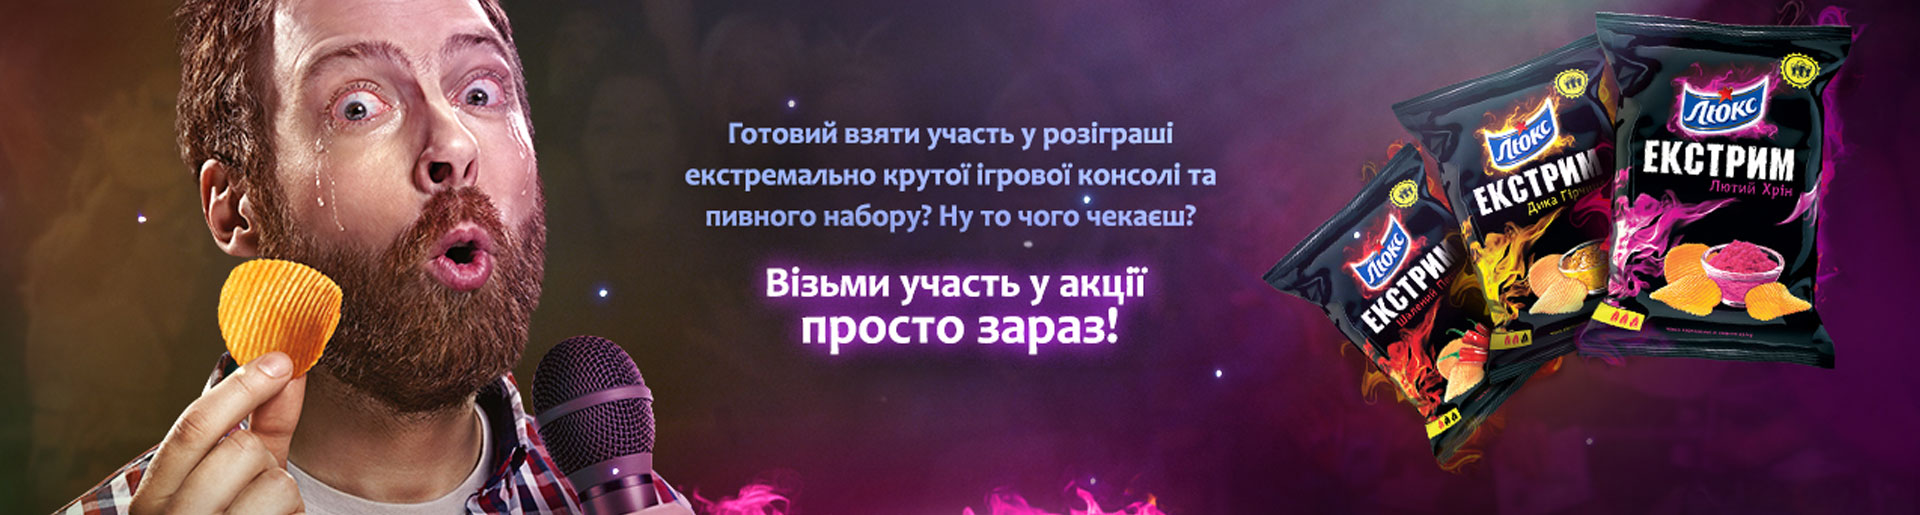 Готовий взяти участь у розіграші
екстремально крутої ігрової консолі та
пивного набору? Ну то чого чекаєш?
Візьми участь у акції
просто зараз!
Люкс
ЕКСТРИМ
Шалений
Люкс
ЕКСТРИМ
Дика
Люкс
ЕКСТРИМ
Лютий Хрін